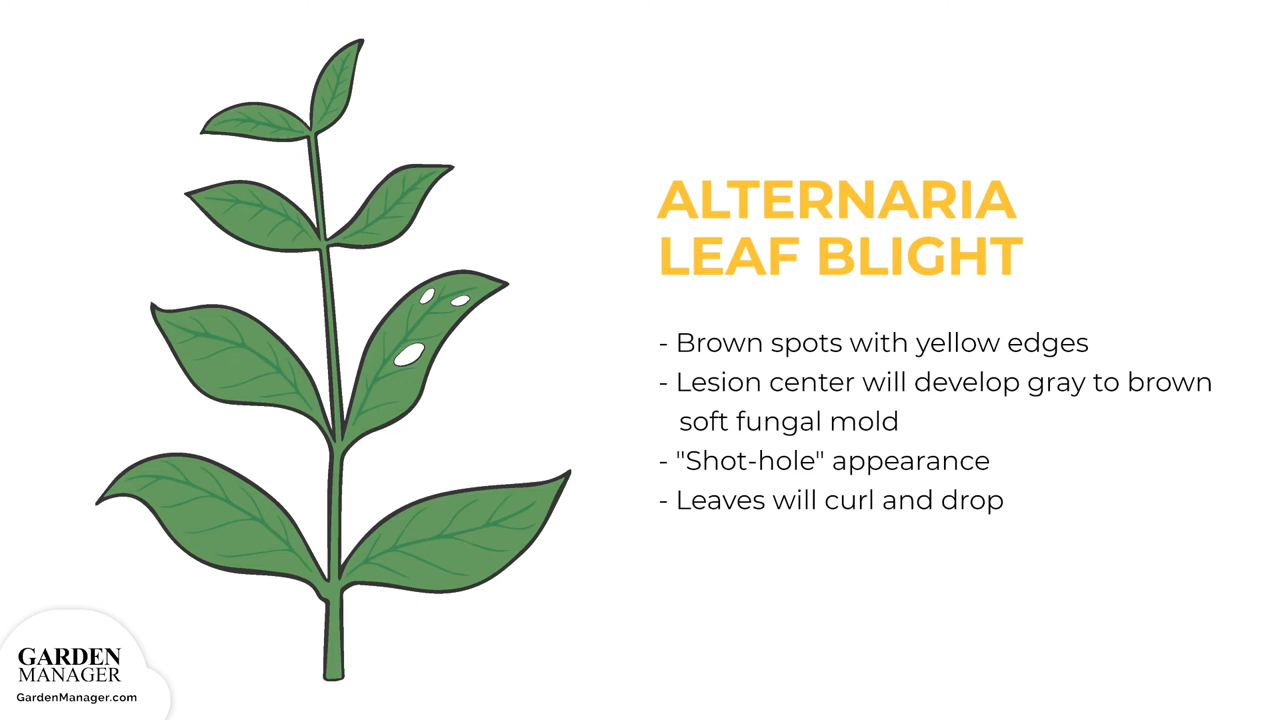 ALTERNARIA
LEAF BLIGHT
- Brown spots with yellow edges
- Lesion center will develop gray to brown
soft fungal mold
- "Shot-hole" appearance
- Leaves will curl and drop
GARDEN
MANAGER
GardenManager.com